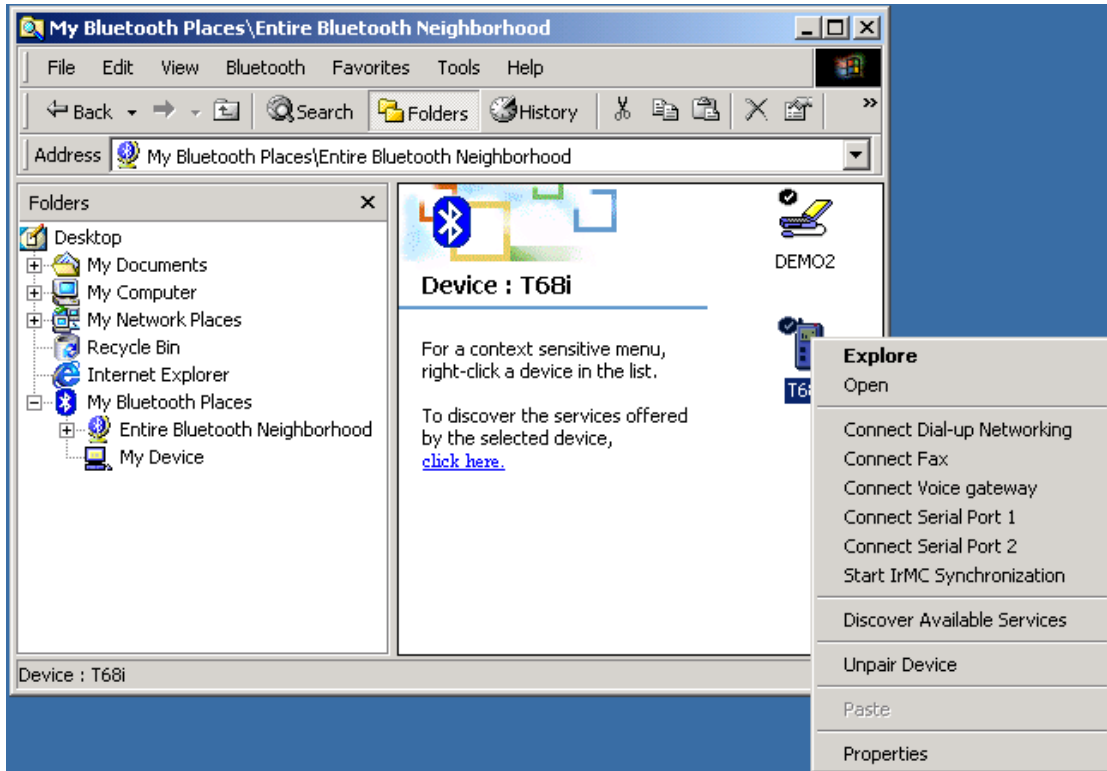 My Bluetooth Places\Entire Bluetooth Neighborhood
File Edit View Bluetooth Favorites Tools Help
Back Search Folders History »
Address My Bluetooth Places\Entire Bluetooth Neighborhood
Folders
Desktop
My Documents
My Computer
My Network Places
Recycle Bin
Internet Explorer
My Bluetooth Places
Entire Bluetooth Neighborhood
My Device
Device : T68i
For a context sensitive menu,
right-click a device in the list.
To discover the services offered
by the selected device,
click here.
DEMO2
Explore
Open
Connect Dial-up Networking
Connect Fax
Connect Voice gateway
Connect Serial Port 1
Connect Serial Port 2
Start IrMC Synchronization
Discover Available Services
Unpair Device
Paste
Properties
Device : T68i